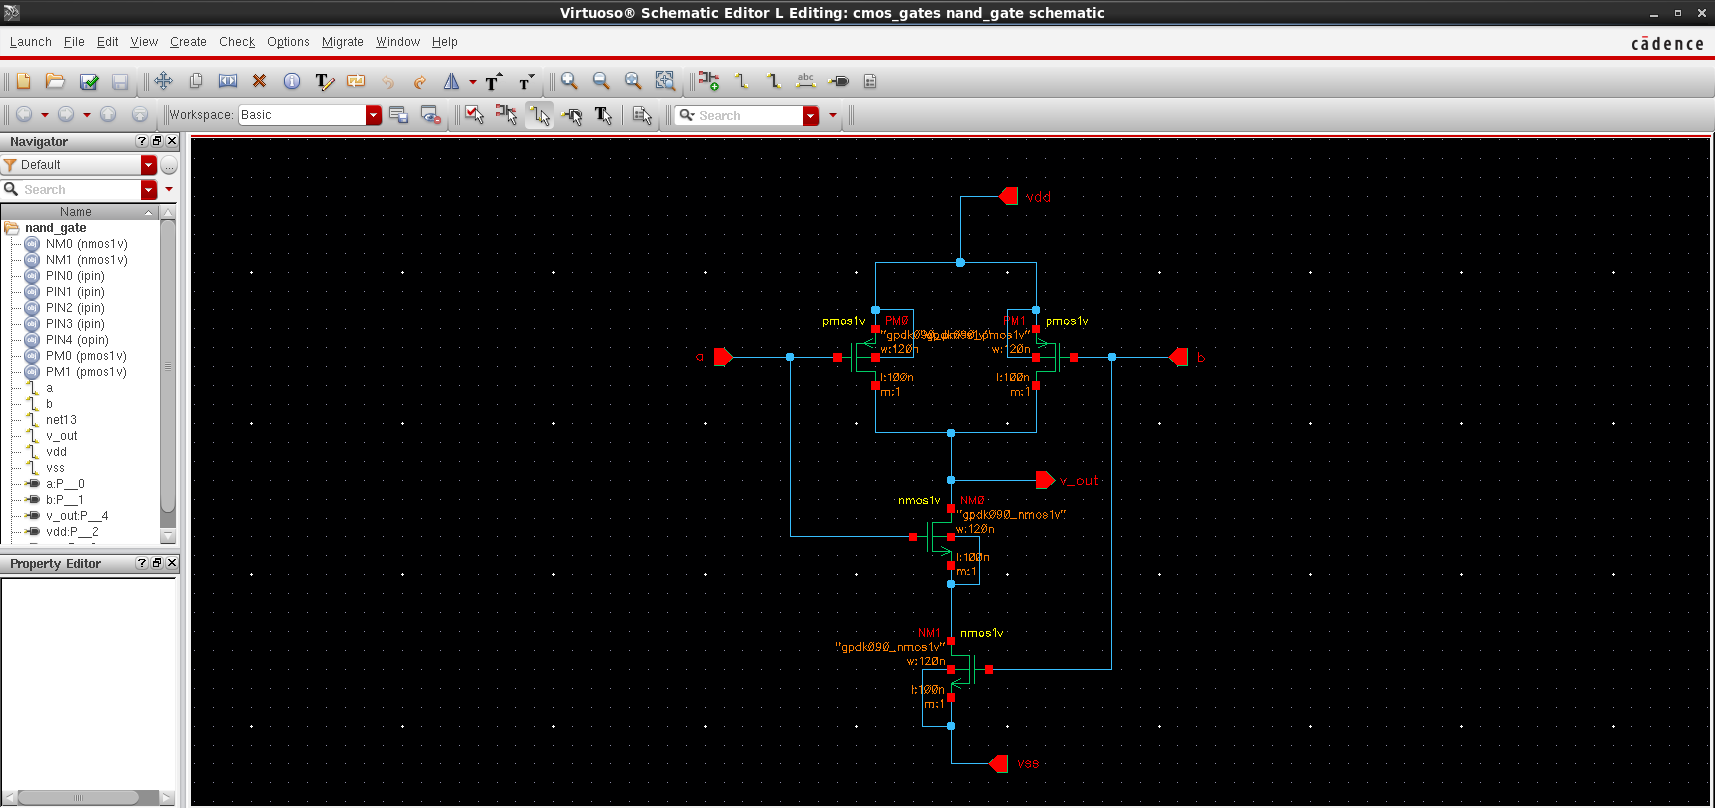 Virtuoso® Schematic Editor L Editing: cmos_gates nand_gate schematic
Launch File Edit View Create Check Options Migrate Window Help
cādence
Workspace: Basic
Search
Navigator
Default
Search
Name
nand_gate
NM0 (nmos1v)
NM1 (nmos1v)
PIN0 (ipin)
PIN1 (ipin)
PIN2 (ipin)
PIN3 (ipin)
PIN4 (opin)
PM0 (pmos1v)
PM1 (pmos1v)
a
b
net13
v_out
vdd
vss
a:P__0
b:P__1
v_out:P__4
vdd:P__2
Property Editor
vdd
pmos1v PM0 PM1 pmos1v
w:120n w:120n
a b
l:100n l:100n
m:1 m:1
v_out
nmos1v NM0
"gpdk090_nmos1v"
w:120n
l:100n
m:1
NM1 nmos1v
"gpdk090_nmos1v"
w:120n
l:100n
m:1
vss